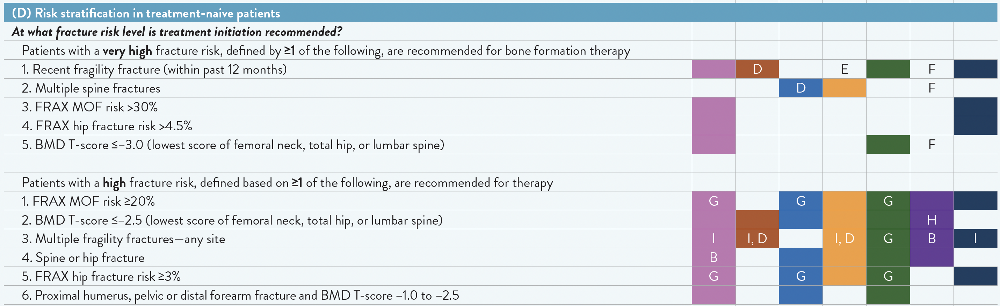 (D) Risk stratification in treatment-naive patients
At what fracture risk level is treatment initiation recommended?
Patients with a very high fracture risk, defined by ≥1 of the following, are recommended for bone formation therapy
1. Recent fragility fracture (within past 12 months) D E F
2. Multiple spine fractures D F
3. FRAX MOF risk >30%
4. FRAX hip fracture risk >4.5%
5. BMD T-score ≤–3.0 (lowest score of femoral neck, total hip, or lumbar spine) F
Patients with a high fracture risk, defined based on ≥1 of the following, are recommended for therapy
1. FRAX MOF risk ≥20% G G G
2. BMD T-score ≤–2.5 (lowest score of femoral neck, total hip, or lumbar spine) H
3. Multiple fragility fractures—any site I I, D I, D G B I
4. Spine or hip fracture B
5. FRAX hip fracture risk ≥3% G G G
6. Proximal humerus, pelvic or distal forearm fracture and BMD T-score –1.0 to –2.5